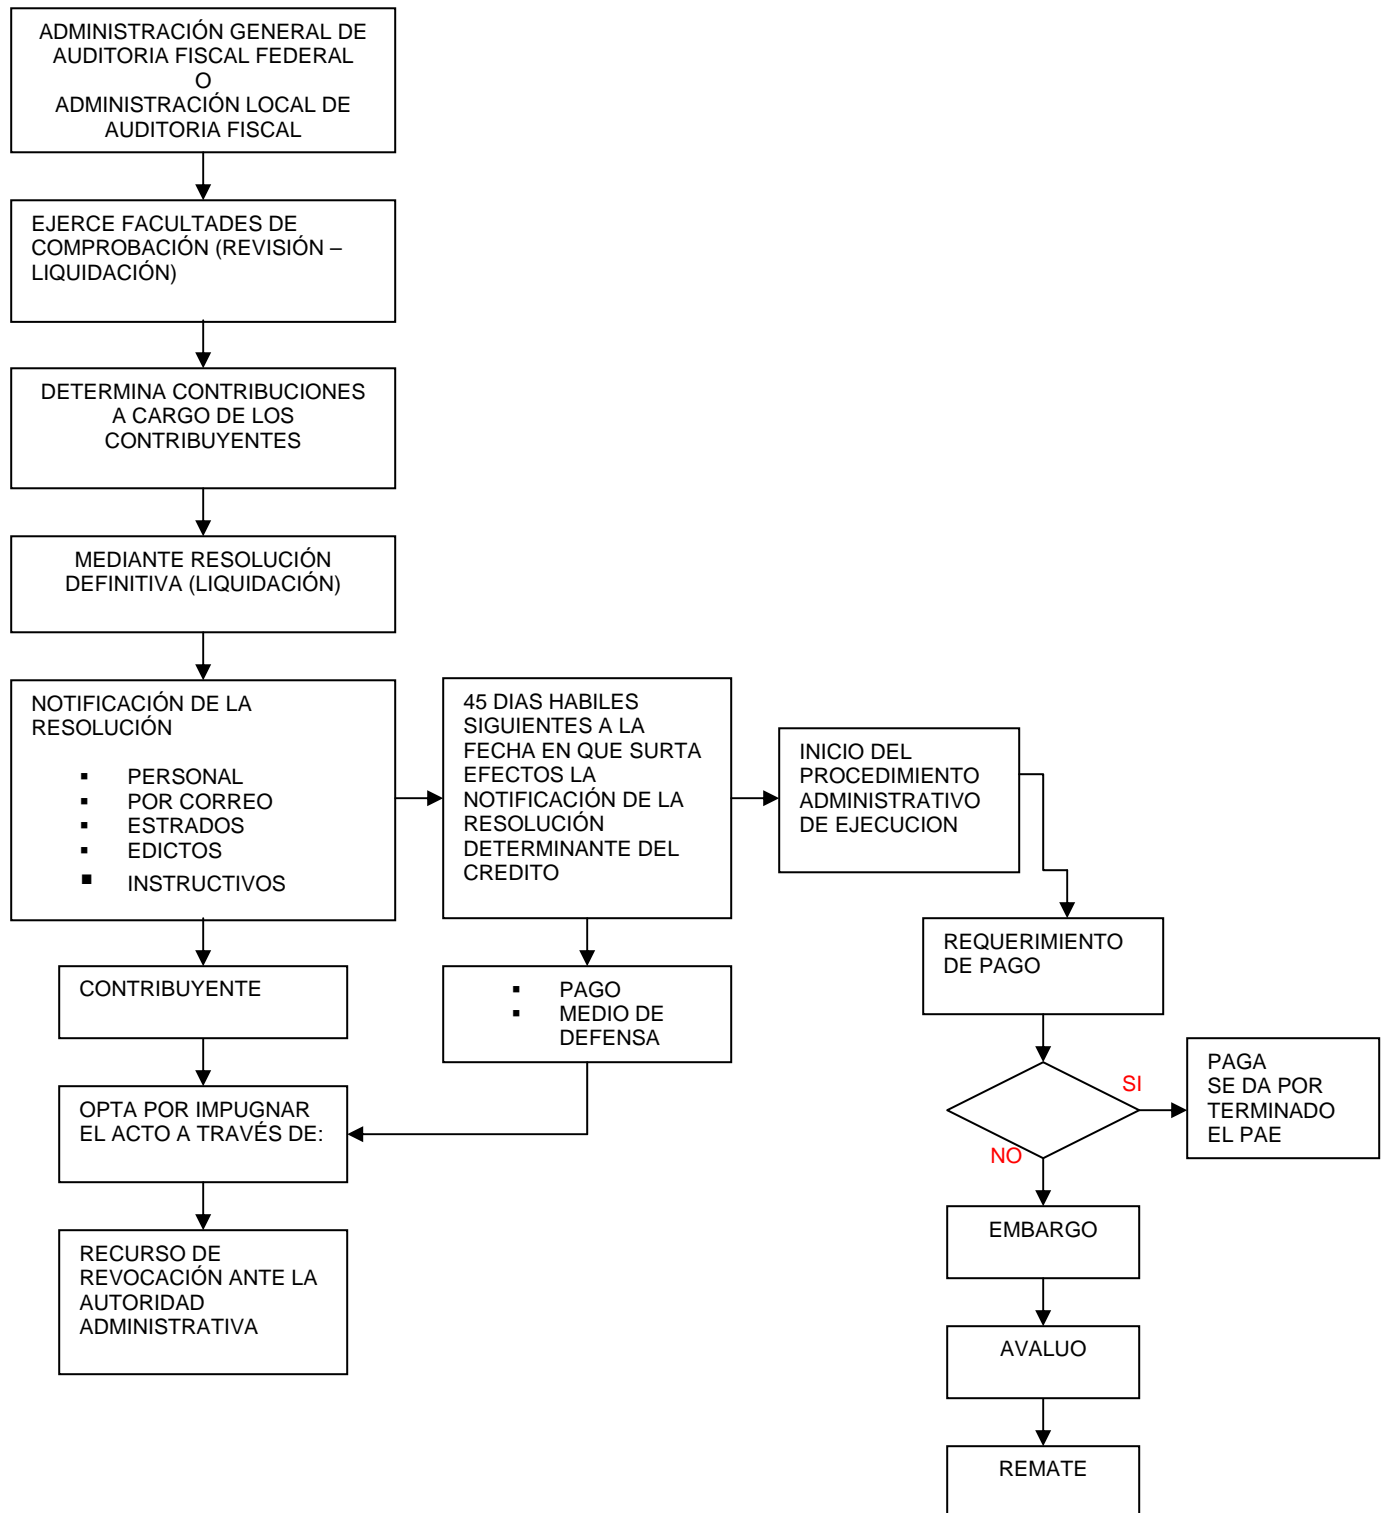 ADMINISTRACIÓN GENERAL DE
AUDITORIA FISCAL FEDERAL
O
ADMINISTRACIÓN LOCAL DE
AUDITORIA FISCAL
EJERCE FACULTADES DE
COMPROBACIÓN (REVISIÓN –
LIQUIDACIÓN)
DETERMINA CONTRIBUCIONES
A CARGO DE LOS
CONTRIBUYENTES
MEDIANTE RESOLUCIÓN
DEFINITIVA (LIQUIDACIÓN)
NOTIFICACIÓN DE LA
RESOLUCIÓN
▪ PERSONAL
▪ POR CORREO
▪ ESTRADOS
▪ EDICTOS
▪ INSTRUCTIVOS
45 DIAS HABILES
SIGUIENTES A LA
FECHA EN QUE SURTA
EFECTOS LA
NOTIFICACIÓN DE LA
RESOLUCIÓN
DETERMINANTE DEL
CREDITO
INICIO DEL
PROCEDIMIENTO
ADMINISTRATIVO
DE EJECUCION
CONTRIBUYENTE
▪ PAGO
▪ MEDIO DE
DEFENSA
REQUERIMIENTO
DE PAGO
OPTA POR IMPUGNAR
EL ACTO A TRAVÉS DE:
SI
PAGA
SE DA POR
TERMINADO
EL PAE
NO
RECURSO DE
REVOCACIÓN ANTE LA
AUTORIDAD
ADMINISTRATIVA
EMBARGO
AVALUO
REMATE